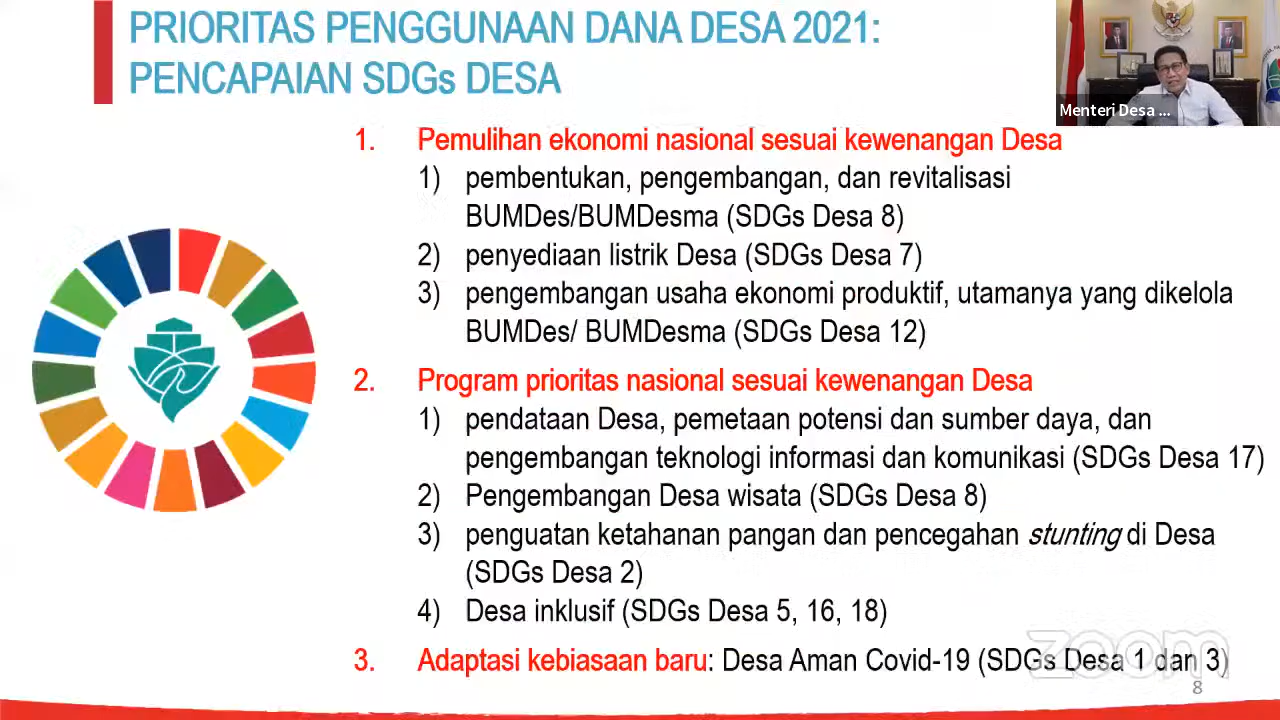 PRIORITAS PENGGUNAAN DANA DESA 2021:
PENCAPAIAN SDGs DESA
Menteri Desa ...
1. Pemulihan ekonomi nasional sesuai kewenangan Desa
1) pembentukan, pengembangan, dan revitalisasi
BUMDes/BUMDesma (SDGs Desa 8)
2) penyediaan listrik Desa (SDGs Desa 7)
3) pengembangan usaha ekonomi produktif, utamanya yang dikelola
BUMDes/ BUMDesma (SDGs Desa 12)
2. Program prioritas nasional sesuai kewenangan Desa
1) pendataan Desa, pemetaan potensi dan sumber daya, dan
pengembangan teknologi informasi dan komunikasi (SDGs Desa 17)
2) Pengembangan Desa wisata (SDGs Desa 8)
3) penguatan ketahanan pangan dan pencegahan stunting di Desa
(SDGs Desa 2)
4) Desa inklusif (SDGs Desa 5, 16, 18)
3. Adaptasi kebiasaan baru: Desa Aman Covid-19 (SDGs Desa 1 dan 3)
zoom
8